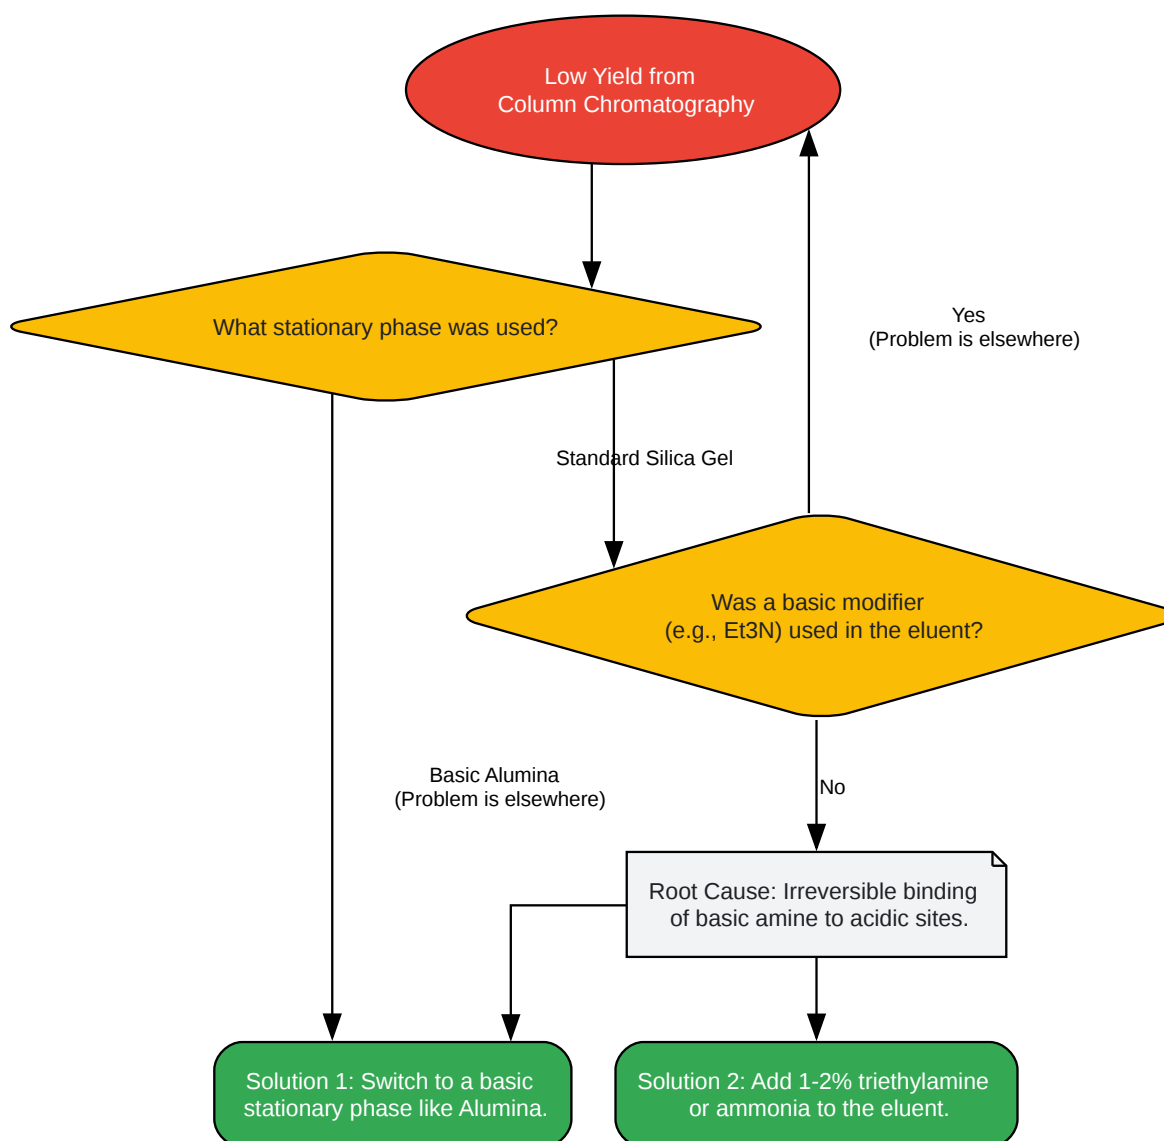 Low Yield from
Column Chromatography
What stationary phase was used?
Yes
(Problem is elsewhere)
Standard Silica Gel
Was a basic modifier
(e.g., Et3N) used in the eluent?
Basic Alumina
(Problem is elsewhere)
No
Root Cause: Irreversible binding
of basic amine to acidic sites.
Solution 1: Switch to a basic
stationary phase like Alumina.
Solution 2: Add 1-2% triethylamine
or ammonia to the eluent.